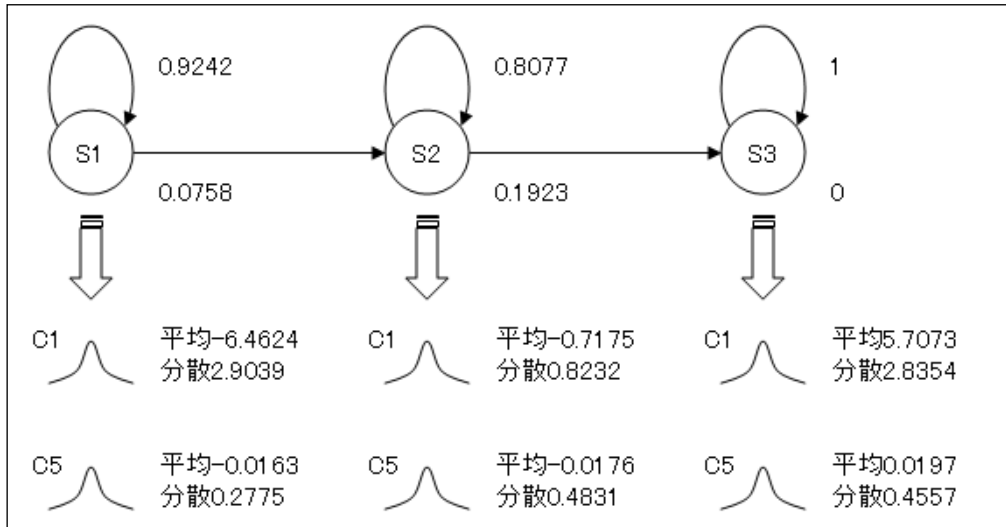 0.9242
0.8077
1
S1
S2
S3
0.0758
0.1923
0
C1
平均-6.4624
分散2.9039
C1
平均-0.7175
分散0.8232
C1
平均5.7073
分散2.8354
C5
平均-0.0163
分散0.2775
C5
平均-0.0176
分散0.4831
C5
平均0.0197
分散0.4557